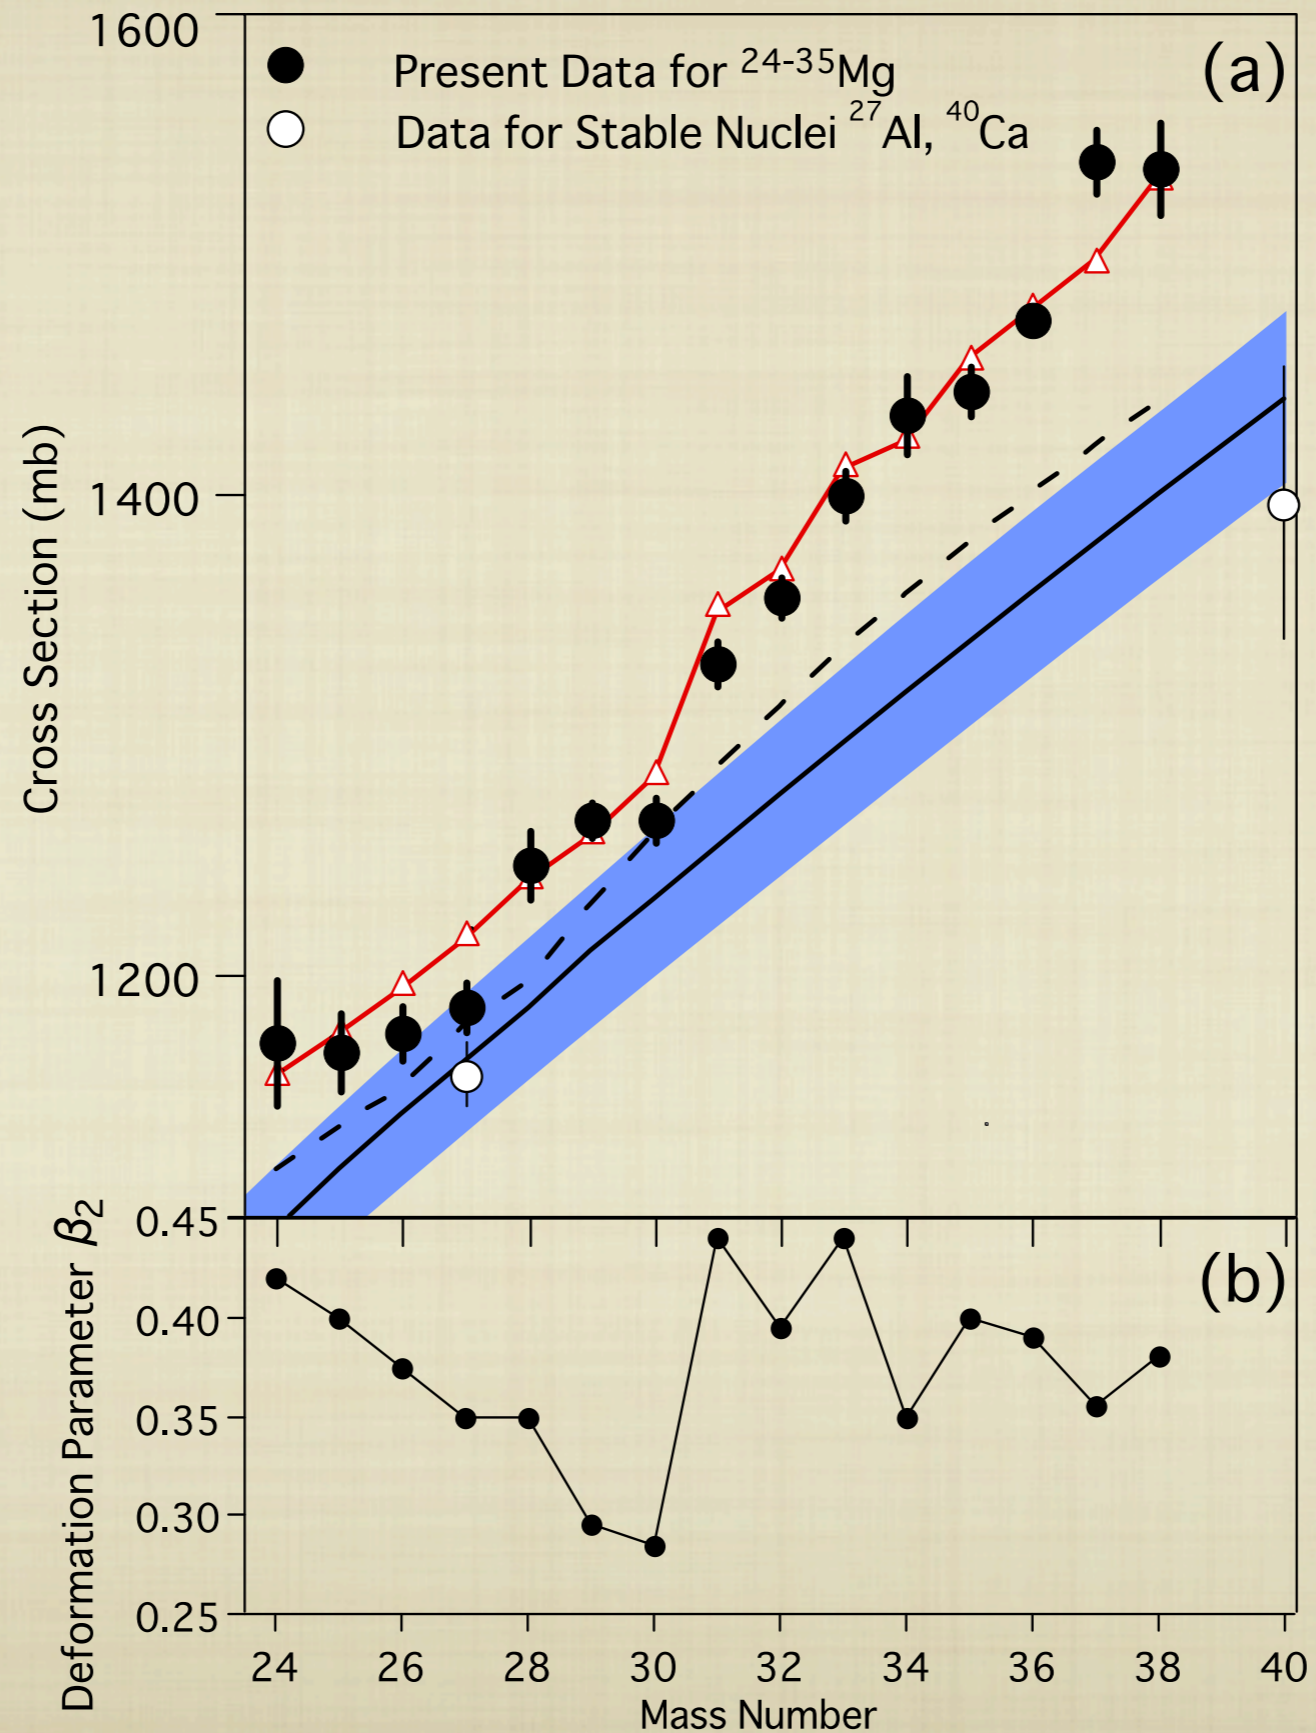 1600
(a)
Present Data for ²⁴⁻³⁵Mg
Data for Stable Nuclei ²⁷Al, ⁴⁰Ca
Cross Section (mb)
1400
1200
0.45
(b)
Deformation Parameter β₂
0.40
0.35
0.30
0.25
24 26 28 30 32 34 36 38 40
Mass Number